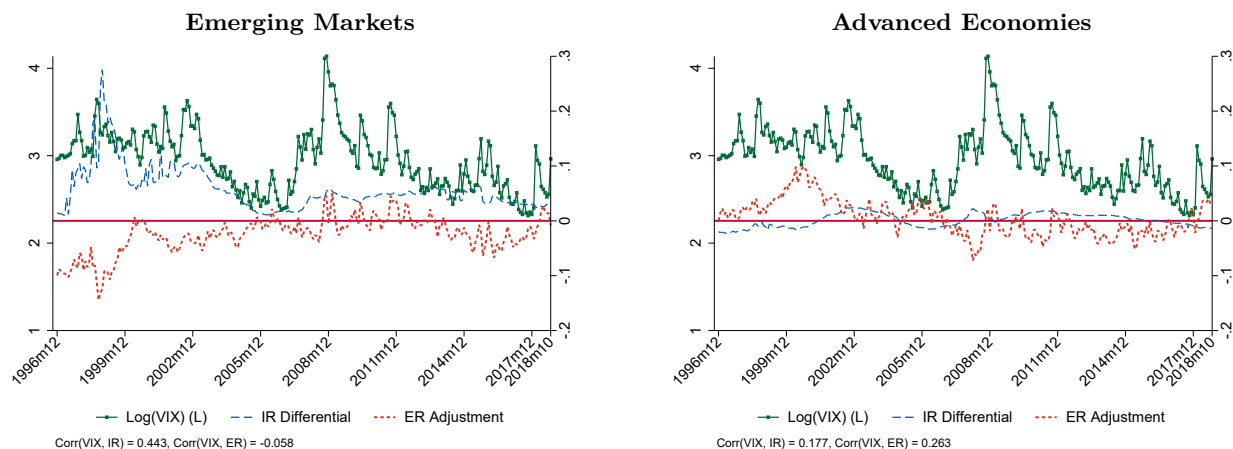 Emerging Markets
4
3
2
1
.3
.2
.1
0
-.1
-.2
1996m12
1999m12
2002m12
2005m12
2008m12
2011m12
2014m12
2017m12
2018m10
Log(VIX) (L) IR Differential ER Adjustment
Corr(VIX, IR) = 0.443, Corr(VIX, ER) = -0.058
Advanced Economies
4
3
2
1
.3
.2
.1
0
-.1
-.2
1996m12
1999m12
2002m12
2005m12
2008m12
2011m12
2014m12
2017m12
2018m10
Log(VIX) (L) IR Differential ER Adjustment
Corr(VIX, IR) = 0.177, Corr(VIX, ER) = 0.263